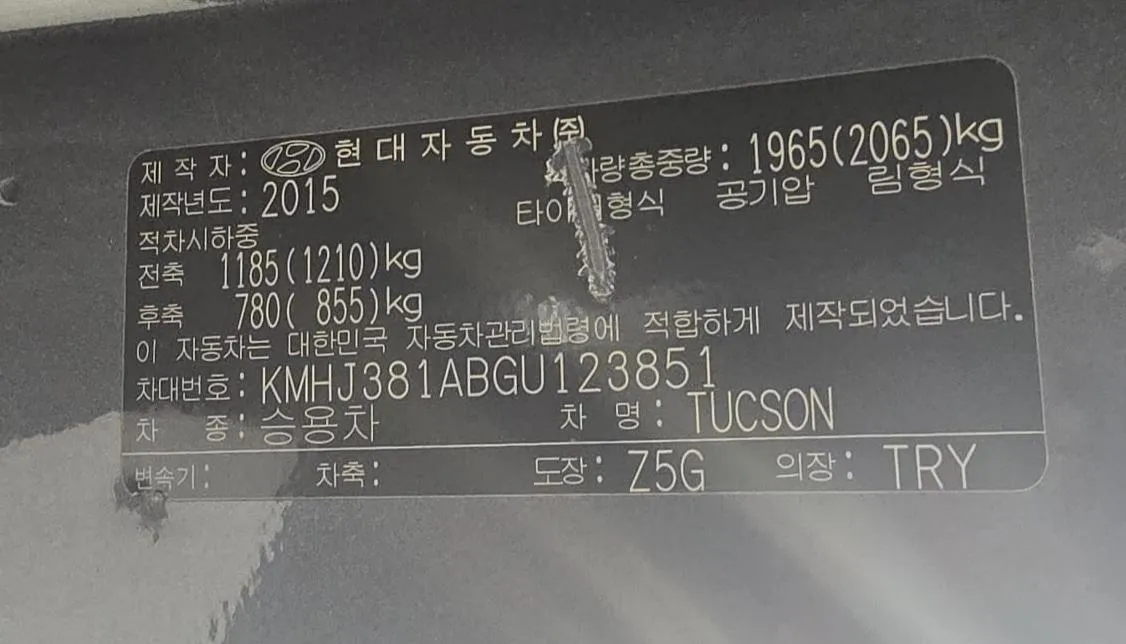 제 작 자: 현대자동차(주)
차량총중량: 1965(2065)kg
제작년도: 2015
형식 공기압 림형식
적차시하중
전축 1185(1210)kg
후축 780( 855)kg
이 자동차는 대한민국 자동차관리법령에 적합하게 제작되었습니다.
차대번호: KMHJ381ABGU123851
차 종: 승용차 차 명: TUCSON
변속기: 차축: 도장: Z5G 의장: TRY